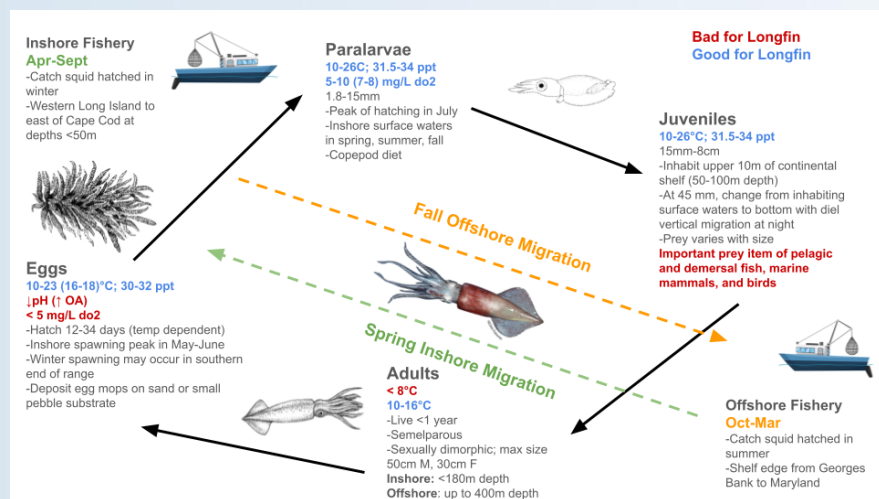 Inshore Fishery
Apr-Sept
-Catch squid hatched in
winter
-Western Long Island to
east of Cape Cod at
depths <50m
Paralarvae
10-26C; 31.5-34 ppt
5-10 (7-8) mg/L do2
1.8-15mm
-Peak of hatching in July
-Inshore surface waters
in spring, summer, fall
-Copepod diet
Bad for Longfin
Good for Longfin
Juveniles
10-26°C; 31.5-34 ppt
15mm-8cm
-Inhabit upper 10m of continental
shelf (50-100m depth)
-At 45 mm, change from inhabiting
surface waters to bottom with diel
vertical migration at night
-Prey varies with size
Important prey item of pelagic
and demersal fish, marine
mammals, and birds
Fall Offshore Migration
Spring Inshore Migration
Eggs
10-23 (16-18)°C; 30-32 ppt
↓pH (↑ OA)
< 5 mg/L do2
-Hatch 12-34 days (temp dependent)
-Inshore spawning peak in May-June
-Winter spawning may occur in southern
end of range
-Deposit egg mops on sand or small
pebble substrate
Adults
< 8°C
10-16°C
-Live <1 year
-Semelparous
-Sexually dimorphic; max size
50cm M, 30cm F
Inshore: <180m depth
Offshore: up to 400m depth
Offshore Fishery
Oct-Mar
-Catch squid hatched in
summer
-Shelf edge from Georges
Bank to Maryland